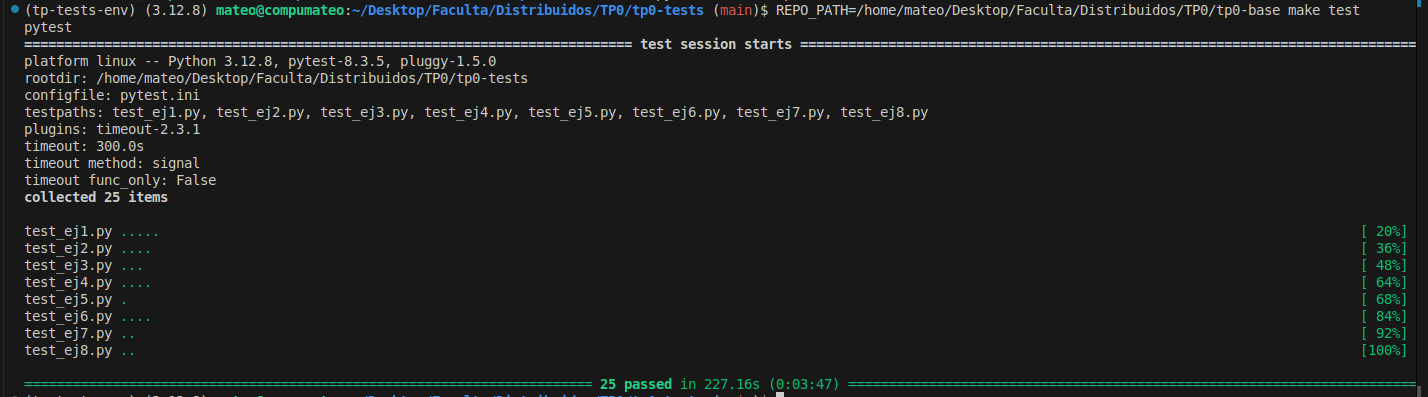 (tp-tests-env) (3.12.8) mateo@compumateo:~/Desktop/Faculta/Distribuidos/TP0/tp0-tests (main)$ REPO_PATH=/home/mateo/Desktop/Faculta/Distribuidos/TP0/tp0-base make test
pytest
============================================================================ test session starts =============================================================================
platform linux -- Python 3.12.8, pytest-8.3.5, pluggy-1.5.0
rootdir: /home/mateo/Desktop/Faculta/Distribuidos/TP0/tp0-tests
configfile: pytest.ini
testpaths: test_ej1.py, test_ej2.py, test_ej3.py, test_ej4.py, test_ej5.py, test_ej6.py, test_ej7.py, test_ej8.py
plugins: timeout-2.3.1
timeout: 300.0s
timeout method: signal
timeout func_only: False
collected 25 items
test_ej1.py ..... [ 20%]
test_ej2.py .... [ 36%]
test_ej3.py ... [ 48%]
test_ej4.py .... [ 64%]
test_ej5.py . [ 68%]
test_ej6.py .... [ 84%]
test_ej7.py .. [ 92%]
test_ej8.py .. [100%]
======================================================================= 25 passed in 227.16s (0:03:47) =======================================================================